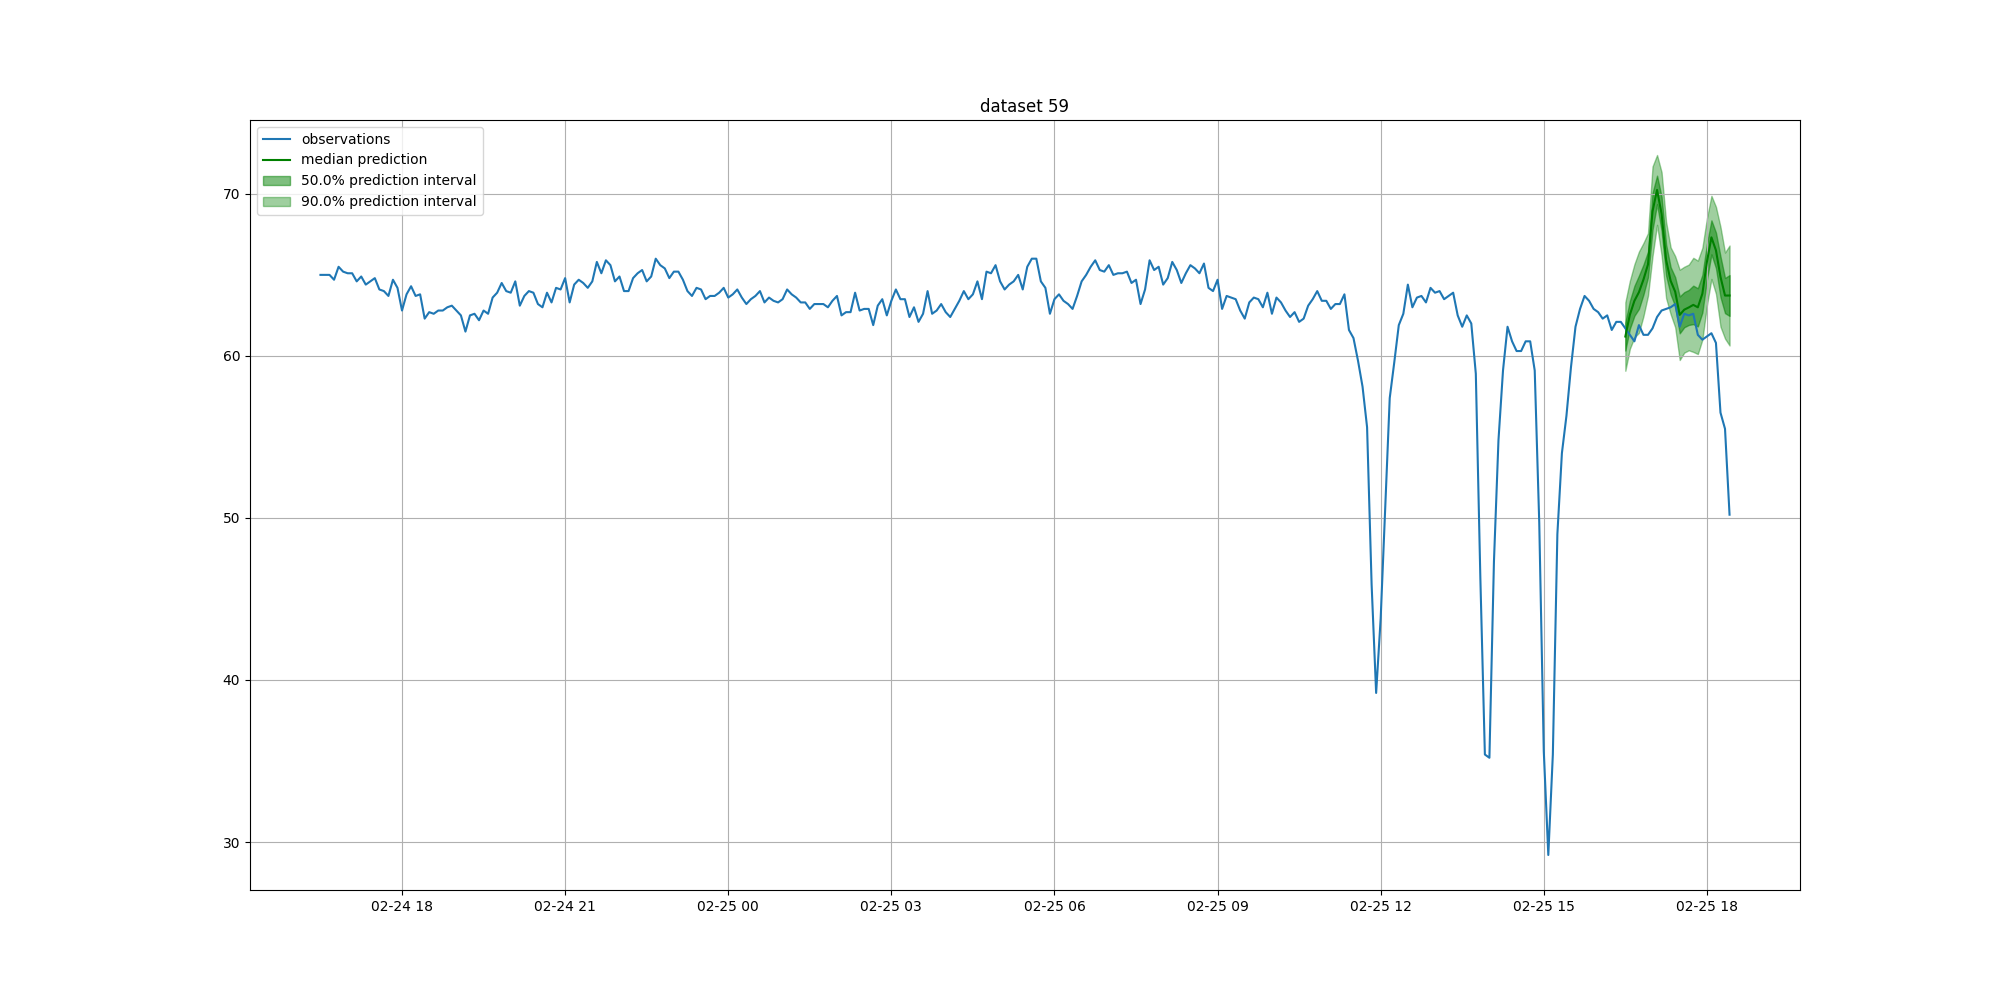 dataset 59
observations
median prediction
50.0% prediction interval
90.0% prediction interval
70
60
50
40
30
02-24 18
02-24 21
02-25 00
02-25 03
02-25 06
02-25 09
02-25 12
02-25 15
02-25 18